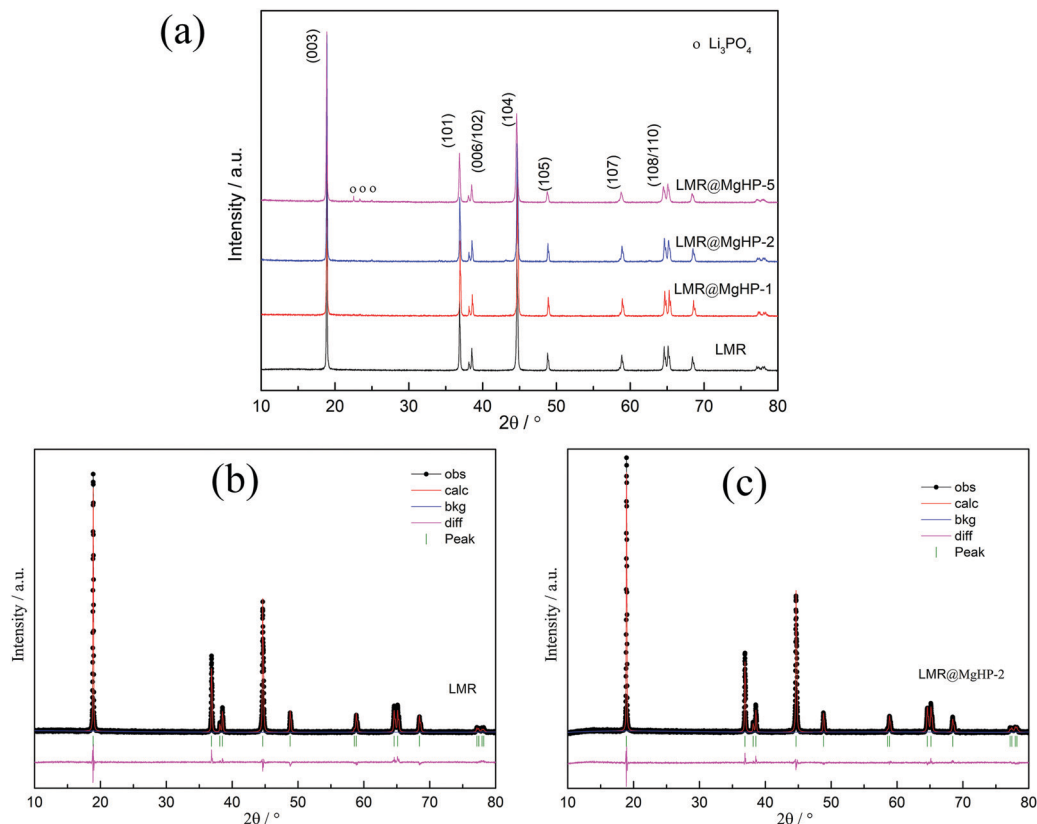 (a)
(003)
(101)
(006/102)
(104)
(105)
(107)
(108/110)
o Li₃PO₄
o o o
LMR@MgHP-5
LMR@MgHP-2
LMR@MgHP-1
LMR
Intensity / a.u.
10 20 30 40 50 60 70 80
2θ / °
(b)
obs
calc
bkg
diff
Peak
LMR
Intensity / a.u.
10 20 30 40 50 60 70 80
2θ / °
(c)
obs
calc
bkg
diff
Peak
LMR@MgHP-2
Intensity / a.u.
10 20 30 40 50 60 70 80
2θ / °